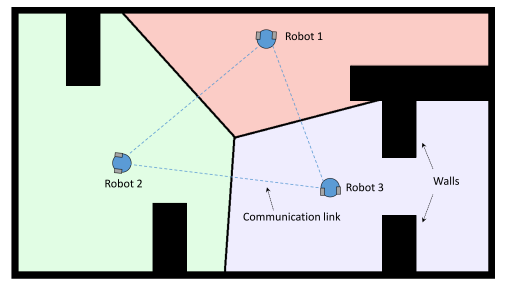 Robot 1
Robot 2
Robot 3
Walls
Communication link